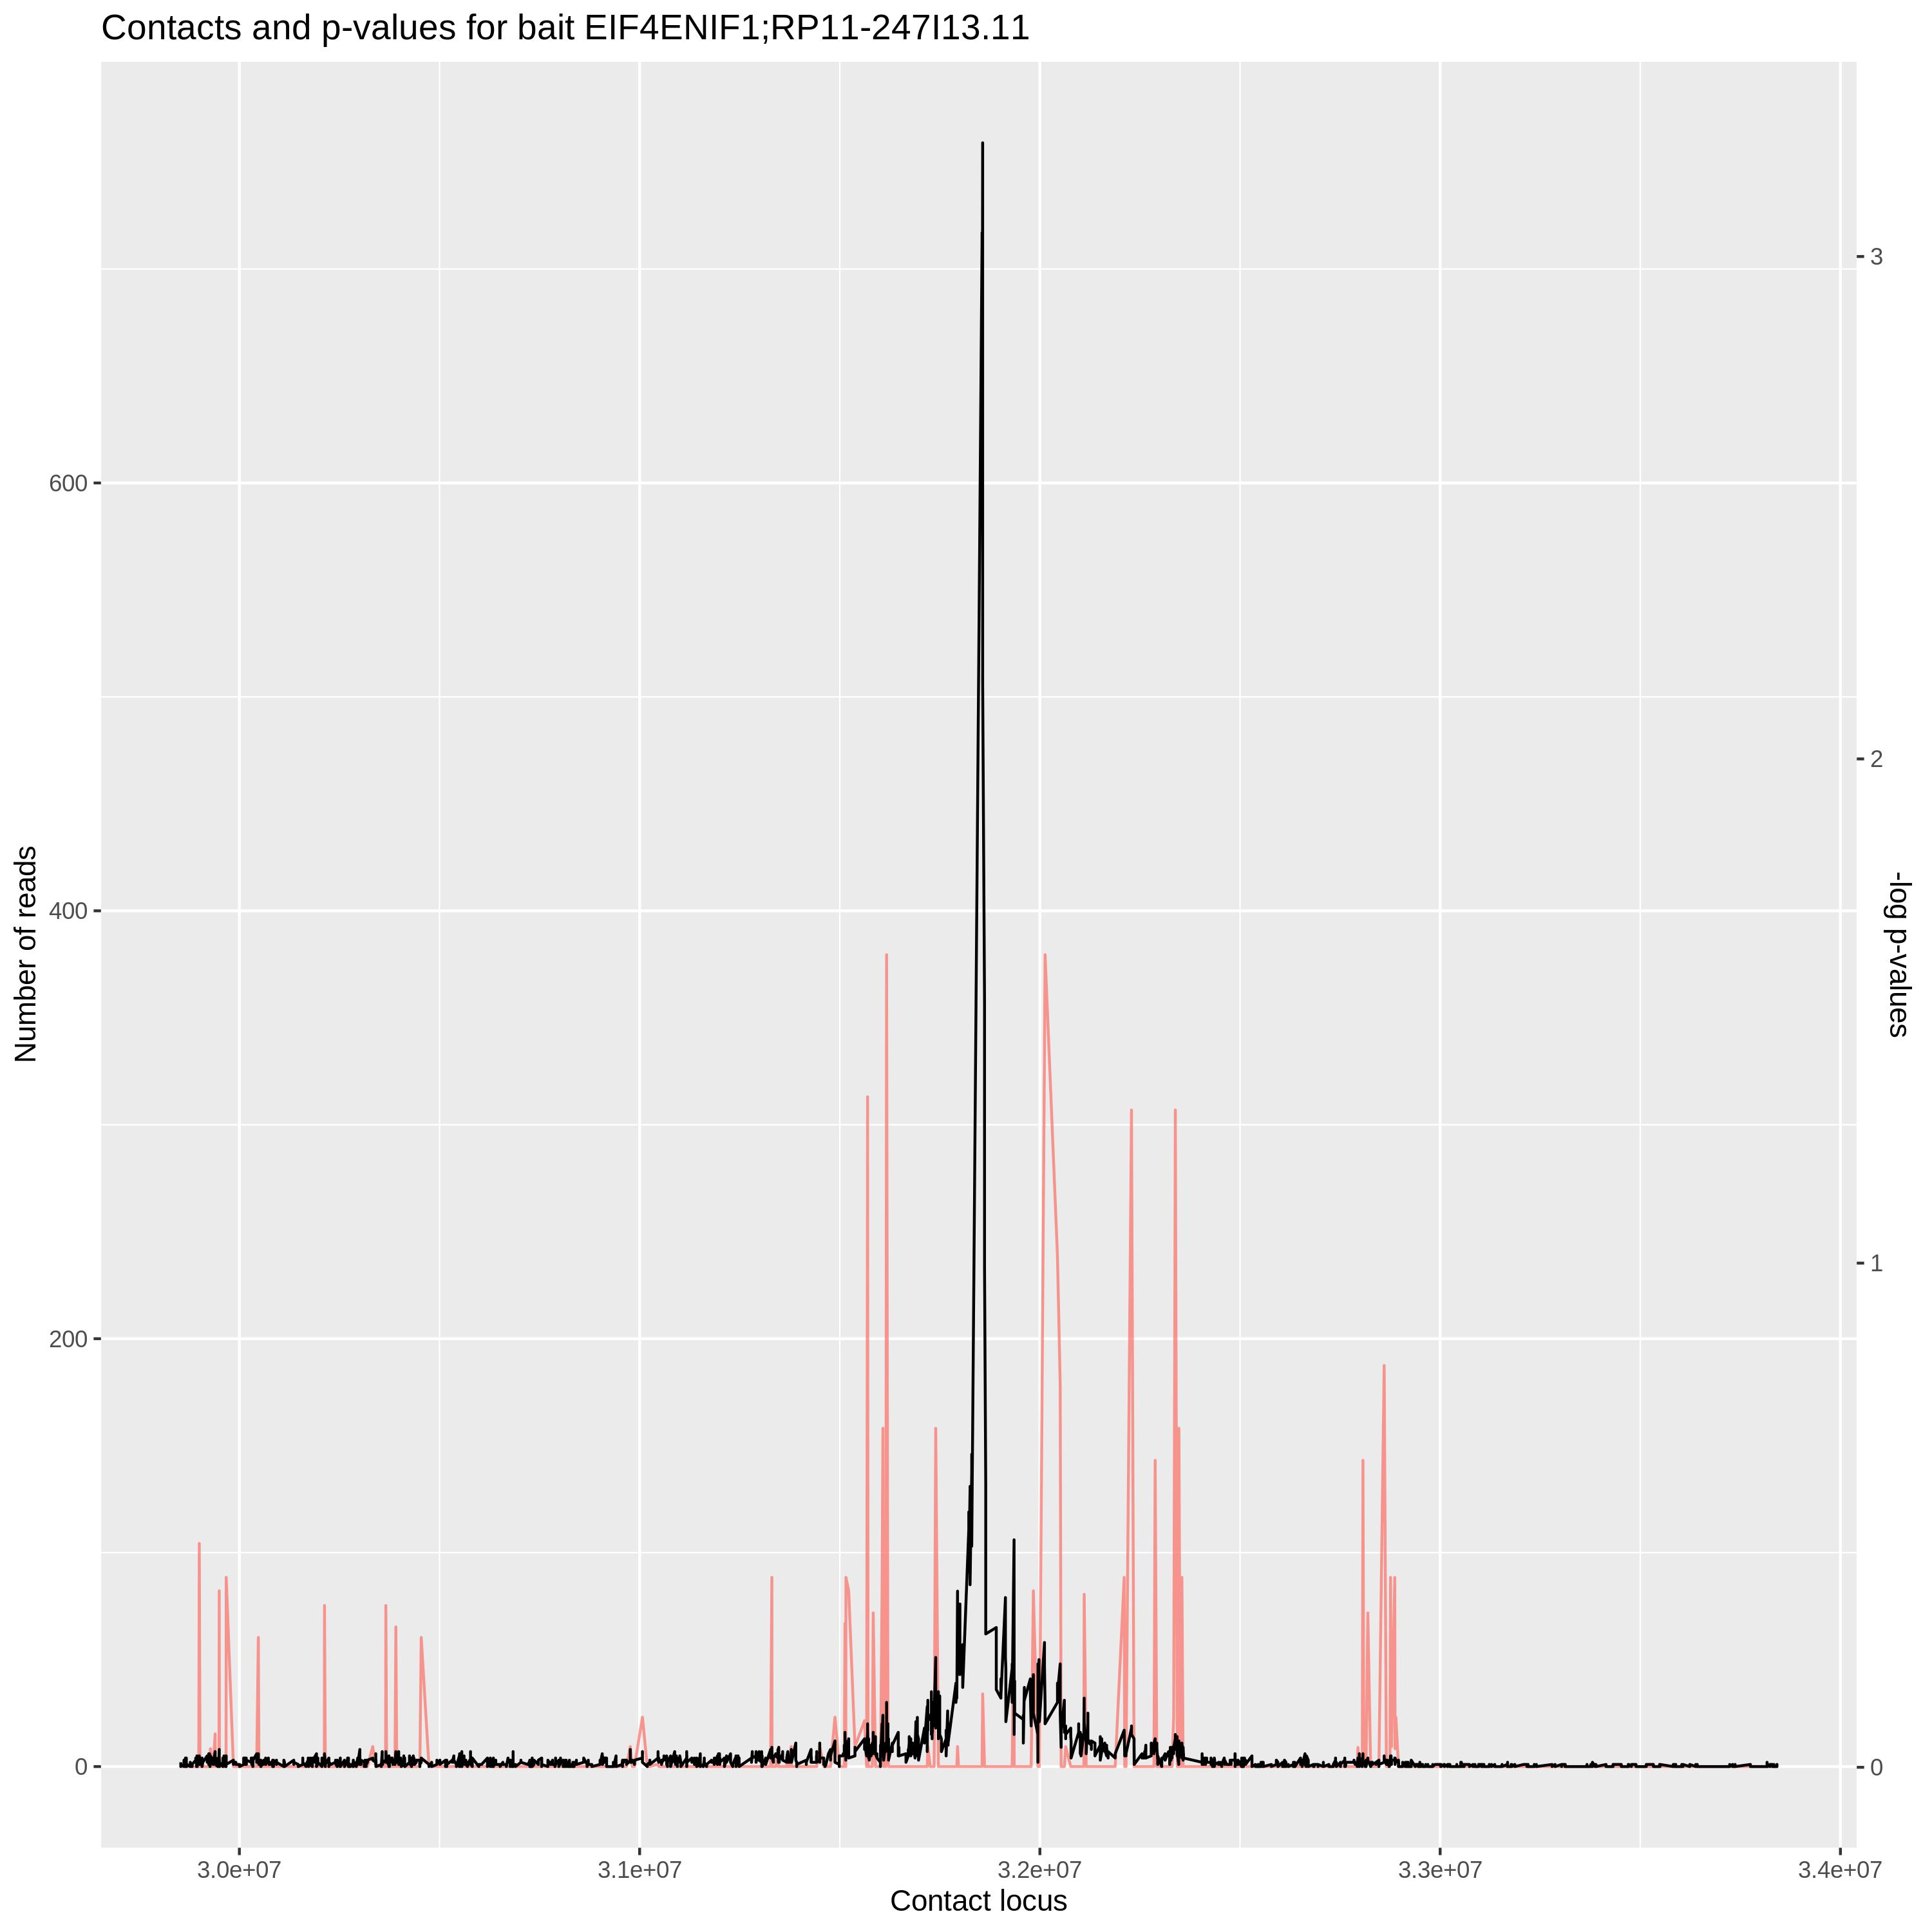 Contacts and p-values for bait EIF4ENIF1;RP11-247I13.11
Number of reads
600
400
200
0
3
2
1
0
-log p-values
3.0e+07
3.1e+07
3.2e+07
3.3e+07
3.4e+07
Contact locus